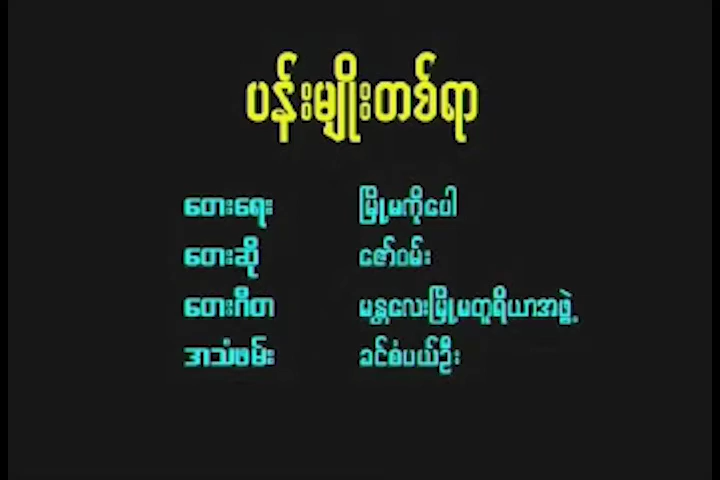 ပန်းမျိုးတစ်ရာ
တေးရေး မြို့မကိုပေါ
တေးဆို ဇော်ဝမ်း
တေးဂီတ မန္တလေးမြို့မတူရိယာအဖွဲ့
အသံဖမ်း ခင်စံပယ်ဦး